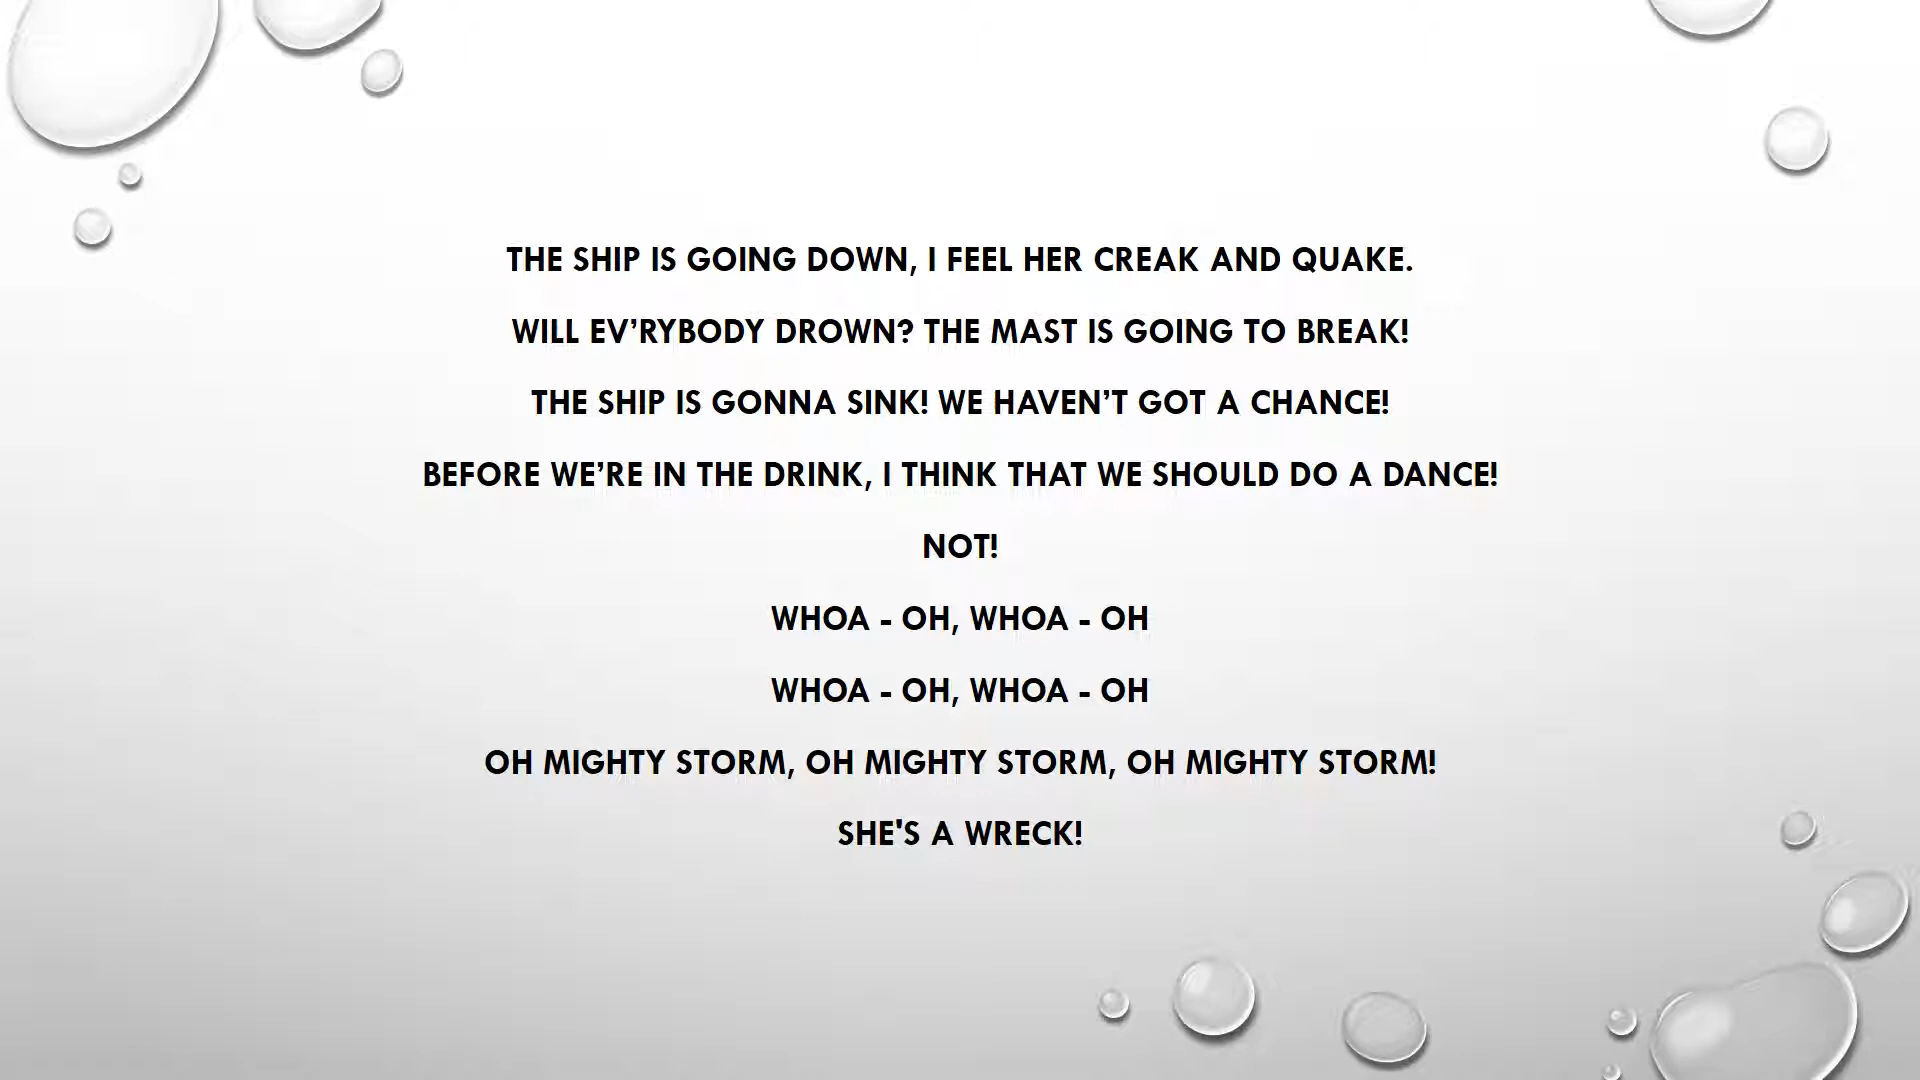 THE SHIP IS GOING DOWN, I FEEL HER CREAK AND QUAKE.
WILL EV’RYBODY DROWN? THE MAST IS GOING TO BREAK!
THE SHIP IS GONNA SINK! WE HAVEN’T GOT A CHANCE!
BEFORE WE’RE IN THE DRINK, I THINK THAT WE SHOULD DO A DANCE!
NOT!
WHOA - OH, WHOA - OH
WHOA - OH, WHOA - OH
OH MIGHTY STORM, OH MIGHTY STORM, OH MIGHTY STORM!
SHE'S A WRECK!